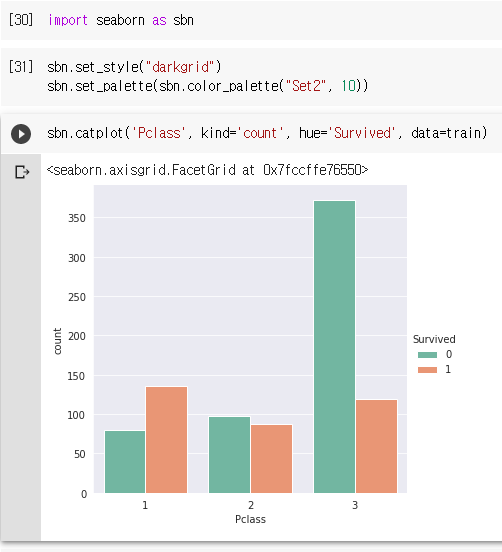 [30] import seaborn as sbn
[31] sbn.set_style("darkgrid")
sbn.set_palette(sbn.color_palette("Set2", 10))
sbn.catplot('Pclass', kind='count', hue='Survived', data=train)
<seaborn.axisgrid.FacetGrid at 0x7fccffe76550>
350
300
250
200
150
100
50
0
count
1 2 3
Pclass
Survived
0
1